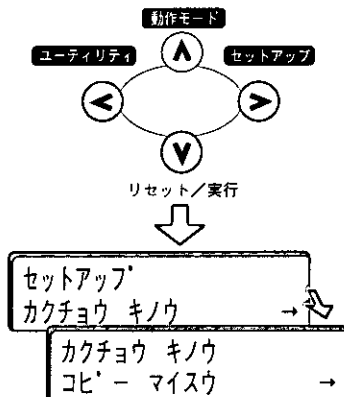 動作モード
ユーティリティ
セットアップ
リセット／実行
セットアップ
カクチョウ キノウ →
カクチョウ キノウ
コピー マイスウ →